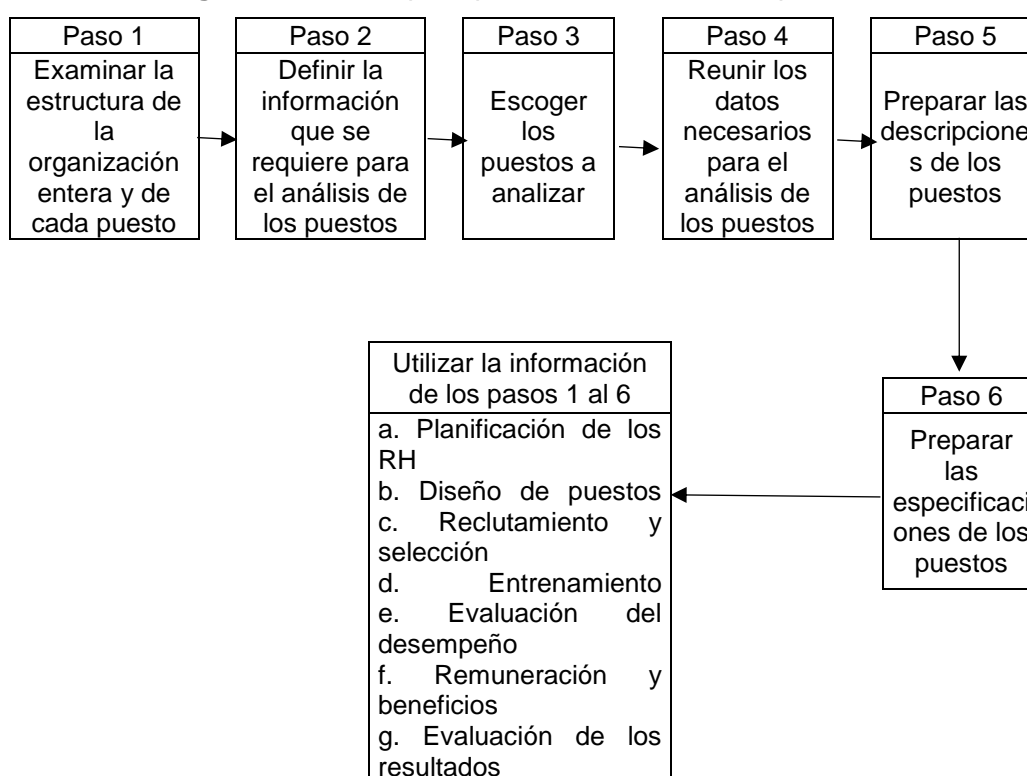 Paso 1
Examinar la
estructura de
la
organización
entera y de
cada puesto
Paso 2
Definir la
información
que se
requiere para
el análisis de
los puestos
Paso 3
Escoger
los
puestos a
analizar
Paso 4
Reunir los
datos
necesarios
para el
análisis de
los puestos
Paso 5
Preparar las
descripcione
s de los
puestos
Paso 6
Preparar
las
especificaci
ones de los
puestos
Utilizar la información
de los pasos 1 al 6
a. Planificación de los
RH
b. Diseño de puestos
c. Reclutamiento y
selección
d. Entrenamiento
e. Evaluación del
desempeño
f. Remuneración y
beneficios
g. Evaluación de los
resultados